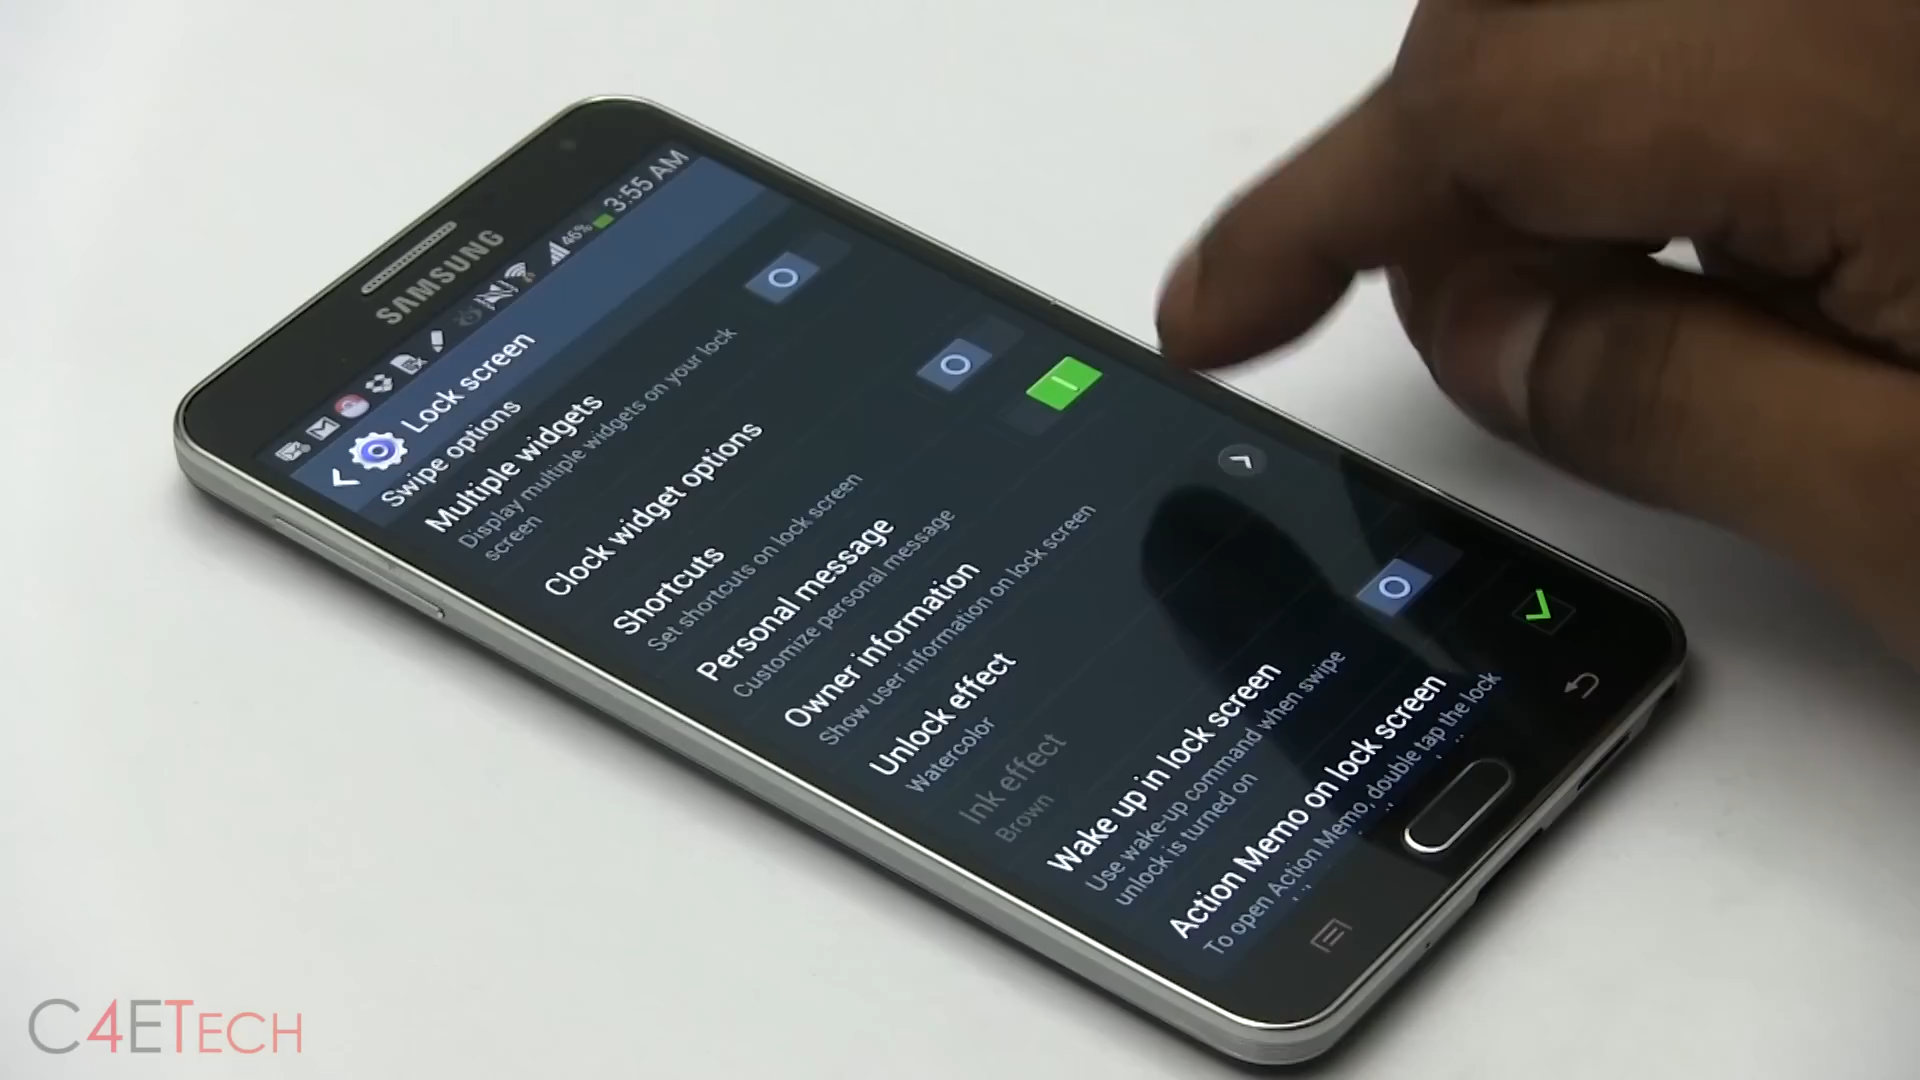 SAMSUNG
46% 3:55 AM
Lock screen
Swipe options
Multiple widgets
Display multiple widgets on your lock
screen
Clock widget options
Shortcuts
Set shortcuts on lock screen
Personal message
Customize personal message
Owner information
Show user information on lock screen
Unlock effect
Watercolor
Ink effect
Brown
Wake up in lock screen
Use wake-up command when swipe
unlock is turned on
Action Memo on lock screen
To open Action Memo, double tap the lock
C4ETECH